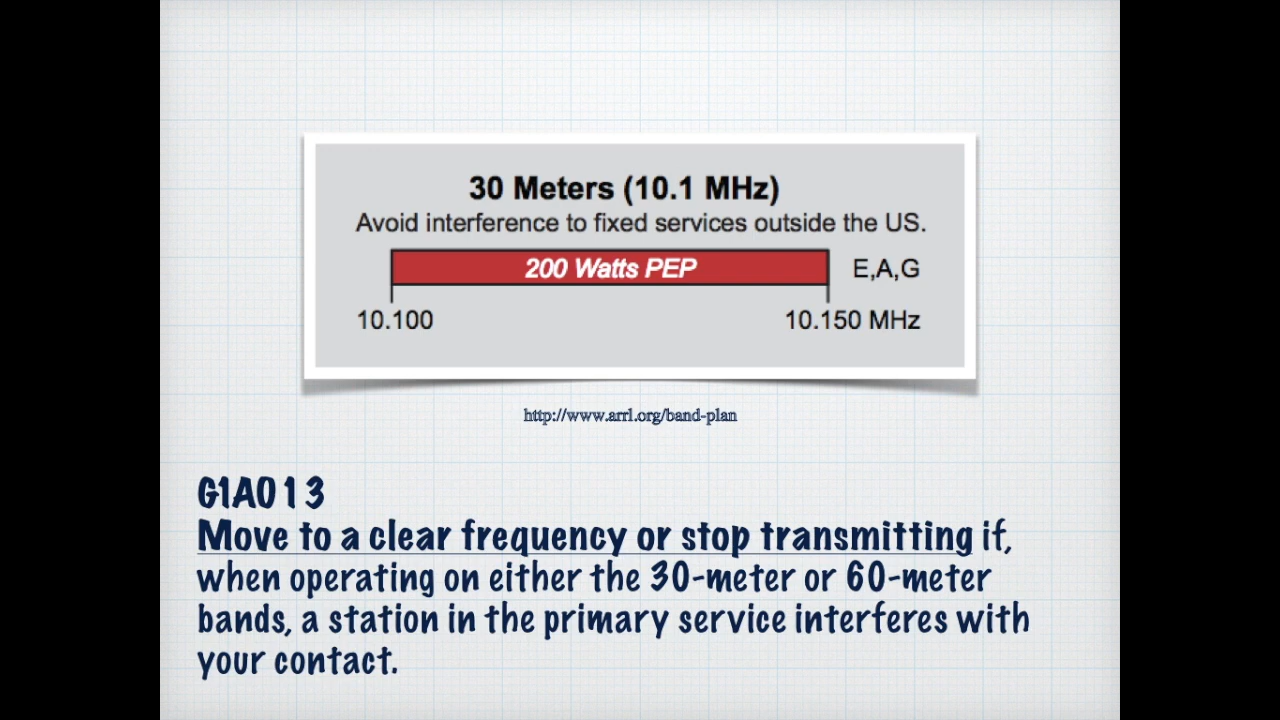 30 Meters (10.1 MHz)
Avoid interference to fixed services outside the US.
200 Watts PEP
E,A,G
10.100
10.150 MHz
http://www.arrl.org/band-plan
G1A013
Move to a clear frequency or stop transmitting if,
when operating on either the 30-meter or 60-meter
bands, a station in the primary service interferes with
your contact.